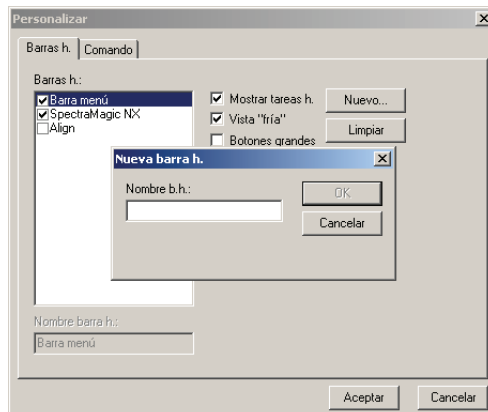 Personalizar
Barras h. Comando
Barras h.:
Barra menú
SpectraMagic NX
Align
Mostrar tareas h.
Vista "fría"
Botones grandes
Nuevo...
Limpiar
Nueva barra h.
Nombre b.h.:
OK
Cancelar
Nombre barra h.:
Barra menú
Aceptar Cancelar